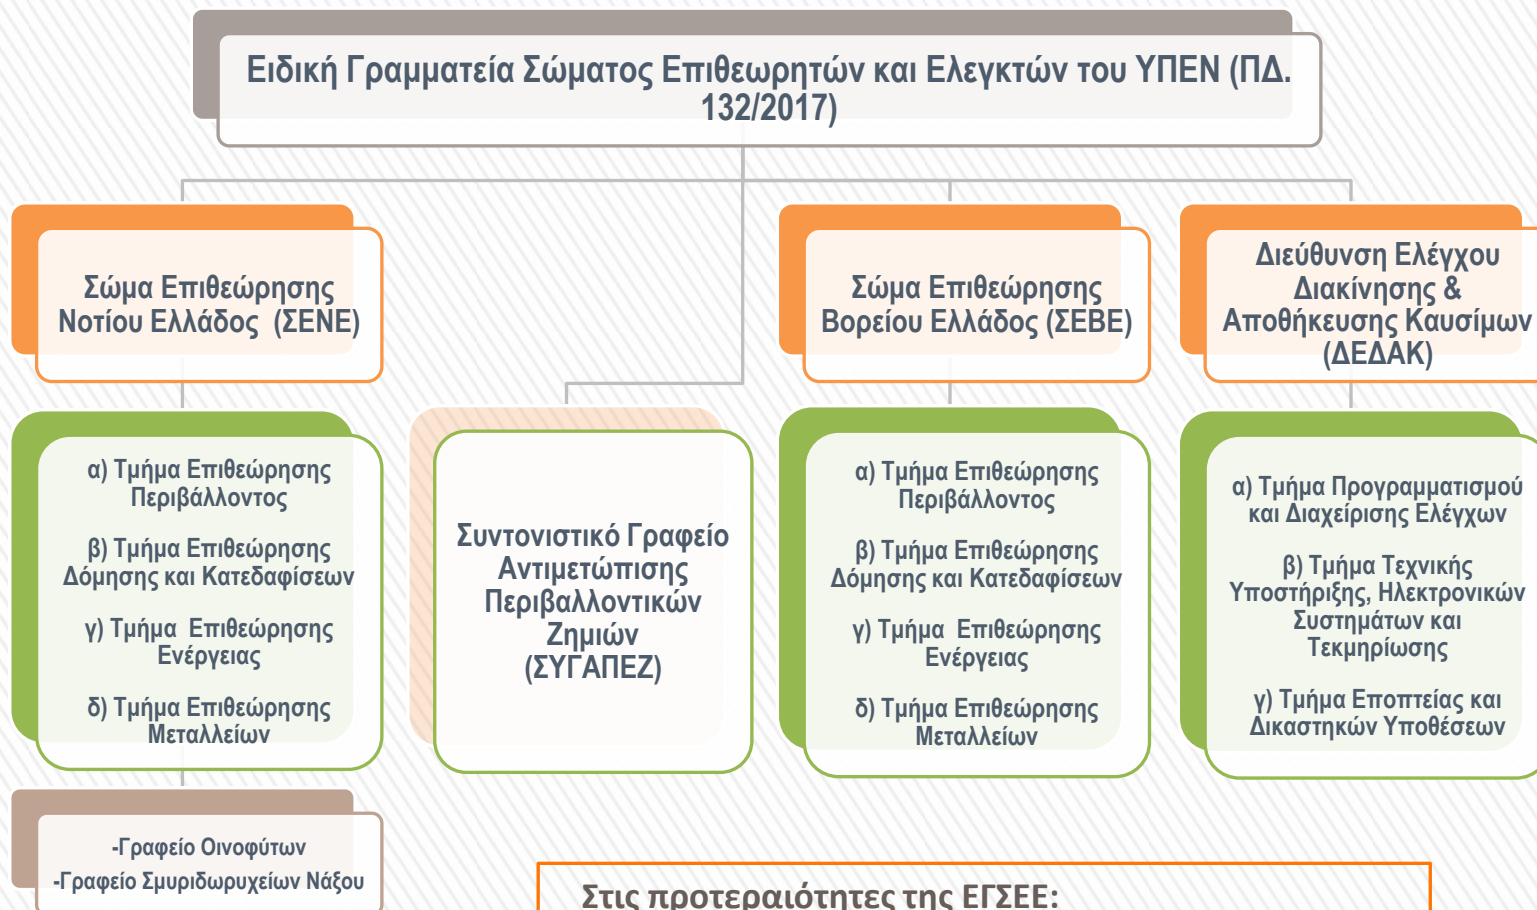 Ειδική Γραμματεία Σώματος Επιθεωρητών και Ελεγκτών του ΥΠΕΝ (ΠΔ.
132/2017)
Σώμα Επιθεώρησης
Νοτίου Ελλάδος (ΣΕΝΕ)
Σώμα Επιθεώρησης
Βορείου Ελλάδος (ΣΕΒΕ)
Διεύθυνση Ελέγχου
Διακίνησης &
Αποθήκευσης Καυσίμων
(ΔΕΔΑΚ)
α) Τμήμα Επιθεώρησης
Περιβάλλοντος
β) Τμήμα Επιθεώρησης
Δόμησης και Κατεδαφίσεων
γ) Τμήμα Επιθεώρησης
Ενέργειας
δ) Τμήμα Επιθεώρησης
Μεταλλείων
Συντονιστικό Γραφείο
Αντιμετώπισης
Περιβαλλοντικών
Ζημιών
(ΣΥΓΑΠΕΖ)
α) Τμήμα Επιθεώρησης
Περιβάλλοντος
β) Τμήμα Επιθεώρησης
Δόμησης και Κατεδαφίσεων
γ) Τμήμα Επιθεώρησης
Ενέργειας
δ) Τμήμα Επιθεώρησης
Μεταλλείων
α) Τμήμα Προγραμματισμού
και Διαχείρισης Ελέγχων
β) Τμήμα Τεχνικής
Υποστήριξης, Ηλεκτρονικών
Συστημάτων και
Τεκμηρίωσης
γ) Τμήμα Εποπτείας και
Δικαστηκών Υποθέσεων
-Γραφείο Οινοφύτων
-Γραφείο Σμυριδωρυχείων Νάξου
Στις προτεραιότητες της ΕΓΣΕΕ: